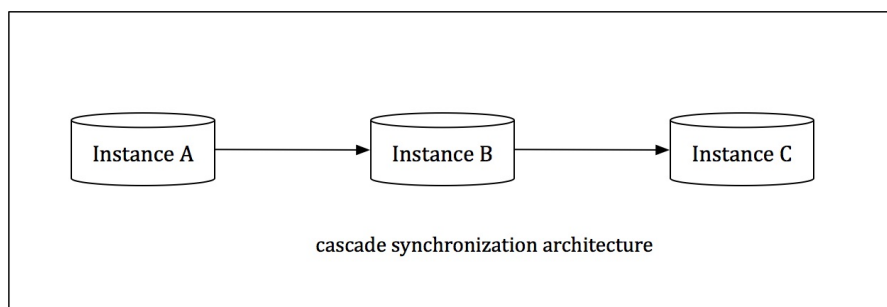 Instance A
Instance B
Instance C
cascade synchronization architecture